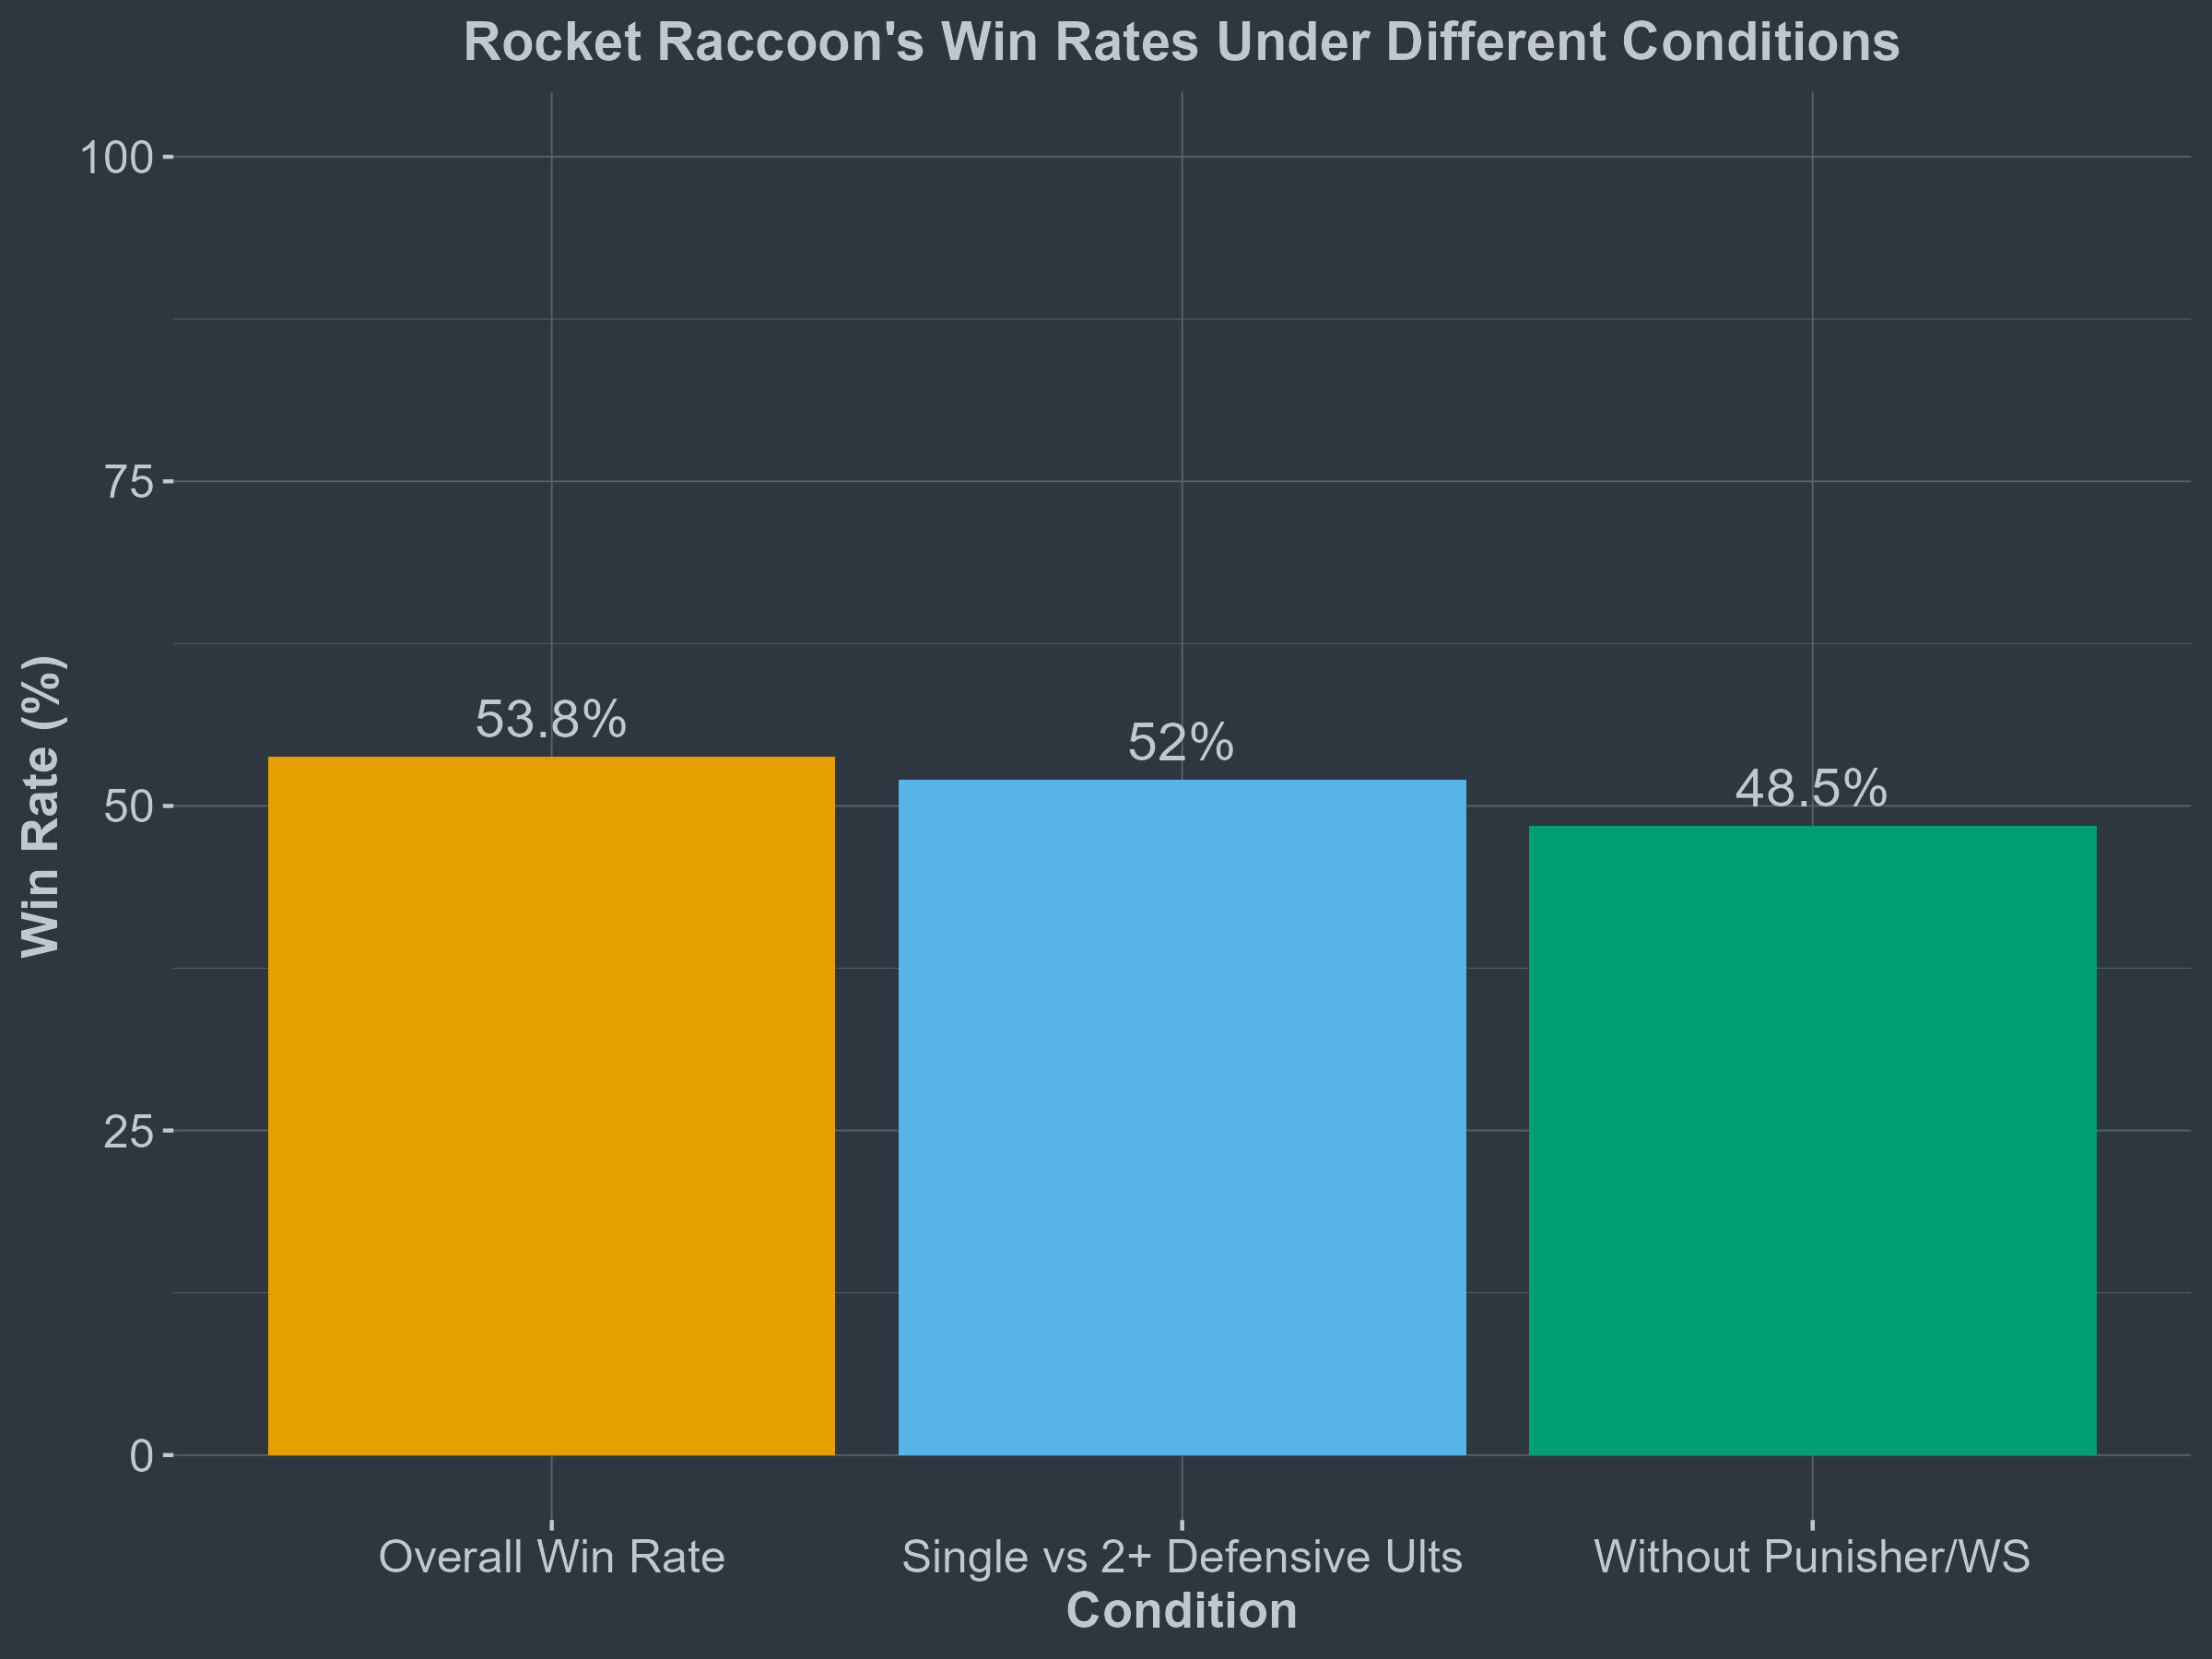 Rocket Raccoon's Win Rates Under Different Conditions
Win Rate (%)
100
75
50
25
0
53.8%
52%
48.5%
Overall Win Rate
Single vs 2+ Defensive Ults
Without Punisher/WS
Condition